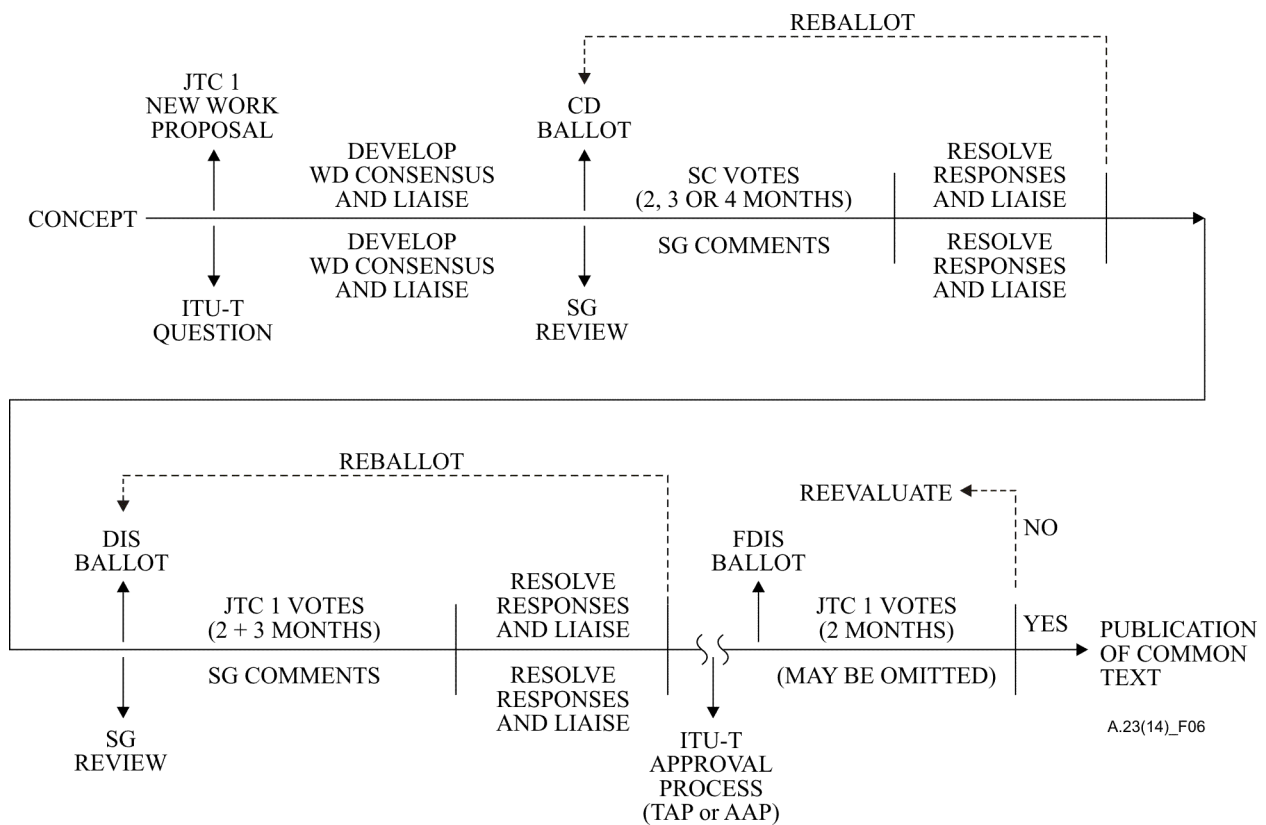 REBALLOT
JTC 1
NEW WORK
PROPOSAL
CD
BALLOT
DEVELOP
WD CONSENSUS
AND LIAISE
SC VOTES
(2, 3 OR 4 MONTHS)
RESOLVE
RESPONSES
AND LIAISE
CONCEPT
DEVELOP
WD CONSENSUS
AND LIAISE
SG COMMENTS
RESOLVE
RESPONSES
AND LIAISE
ITU-T
QUESTION
SG
REVIEW
REBALLOT
REEVALUATE
NO
DIS
BALLOT
FDIS
BALLOT
JTC 1 VOTES
(2 + 3 MONTHS)
RESOLVE
RESPONSES
AND LIAISE
JTC 1 VOTES
(2 MONTHS)
YES
PUBLICATION
OF COMMON
TEXT
SG COMMENTS
RESOLVE
RESPONSES
AND LIAISE
(MAY BE OMITTED)
SG
REVIEW
ITU-T
APPROVAL
PROCESS
(TAP or AAP)
A.23(14)_F06